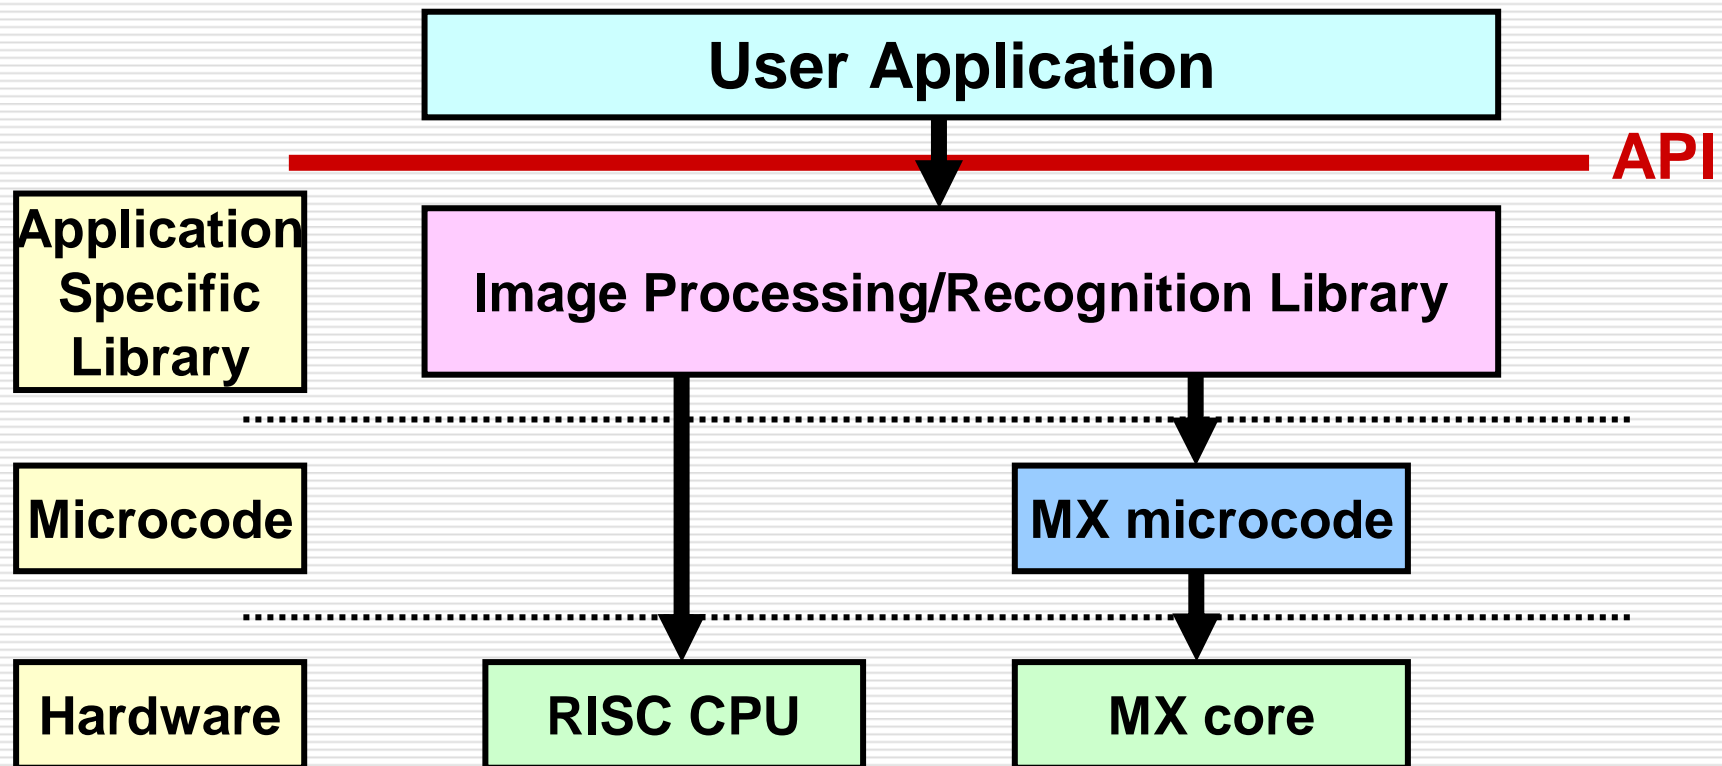 User Application
API
Application
Specific
Library
Image Processing/Recognition Library
Microcode
MX microcode
Hardware
RISC CPU
MX core